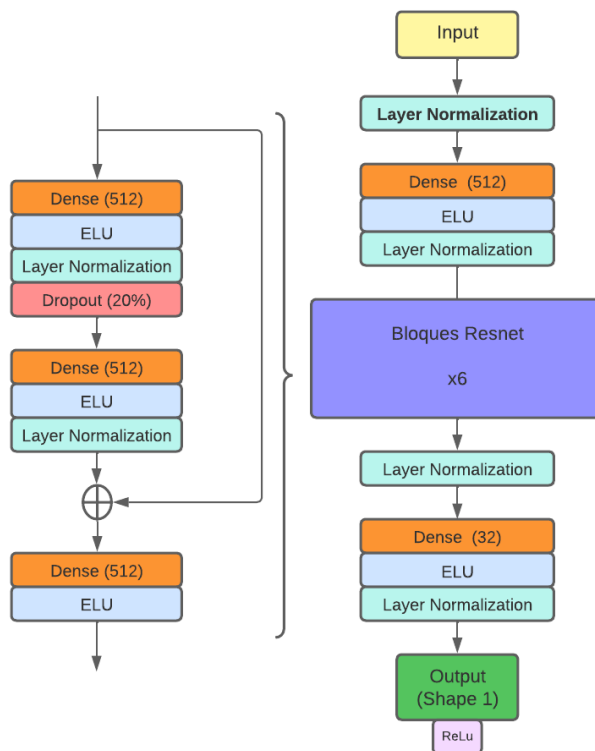 Dense (512)
ELU
Layer Normalization
Dropout (20%)
Dense (512)
ELU
Layer Normalization
Dense (512)
ELU
Input
Layer Normalization
Dense (512)
ELU
Layer Normalization
Bloques Resnet
x6
Layer Normalization
Dense (32)
ELU
Layer Normalization
Output
(Shape 1)
ReLu